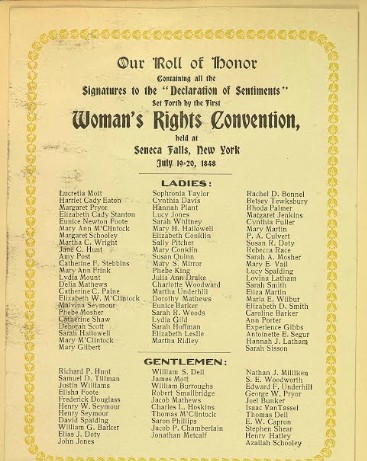 Our Roll of Honor
Containing all the
Signatures to the "Declaration of Sentiments"
Set Forth by the First
Woman's Rights Convention,
held at
Seneca Falls, New York
July 19-20, 1848
LADIES:
Lucretia Mott
Harriet Cady Eaton
Margaret Pryor
Elizabeth Cady Stanton
Eunice Newton Foote
Mary Ann M'Clintock
Margaret Schooley
Martha C. Wright
Jane C. Hunt
Amy Post
Catherine F. Stebbins
Mary Ann Frink
Lydia Mount
Delia Mathews
Catherine C. Paine
Elizabeth W. M'Clintock
Malvina Seymour
Phebe Mosher
Catherine Shaw
Deborah Scott
Sarah Hallowell
Mary M'Clintock
Mary Gilbert
Sophronia Taylor
Cynthia Davis
Hannah Plant
Lucy Jones
Sarah Whitney
Mary H. Hallowell
Elizabeth Conklin
Sally Pitcher
Mary Conklin
Susan Quinn
Mary S. Mirror
Phebe King
Julia Ann Drake
Charlotte Woodward
Martha Underhill
Dorothy Mathews
Eunice Barker
Sarah R. Woods
Lydia Gild
Sarah Hoffman
Elizabeth Leslie
Martha Ridley
Rachel D. Bonnel
Betsey Tewksbury
Rhoda Palmer
Margaret Jenkins
Cynthia Fuller
Mary Martin
P. A. Culvert
Susan R. Doty
Rebecca Race
Sarah A. Mosher
Mary E. Vail
Lucy Spalding
Lovina Latham
Sarah Smith
Eliza Martin
Maria E. Wilbur
Elizabeth D. Smith
Caroline Barker
Ann Porter
Experience Gibbs
Antoinette E. Segur
Hannah J. Latham
Sarah Sisson
GENTLEMEN:
Richard P. Hunt
Samuel D. Tillman
Justin Williams
Elisha Foote
Frederick Douglass
Henry W. Seymour
Henry Seymour
David Spalding
William G. Barker
Elias J. Doty
John Jones
William S. Dell
James Mott
William Burroughs
Robert Smallbridge
Jacob Mathews
Charles L. Hoskins
Thomas M'Clintock
Saron Phillips
Jacob P. Chamberlain
Jonathan Metcalf
Nathan J. Milliken
S. E. Woodworth
Edward F. Underhill
George W. Pryor
Joel Bunker
Isaac VanTassel
Thomas Dell
E. W. Capron
Stephen Shear
Henry Hatley
Azaliah Schooley